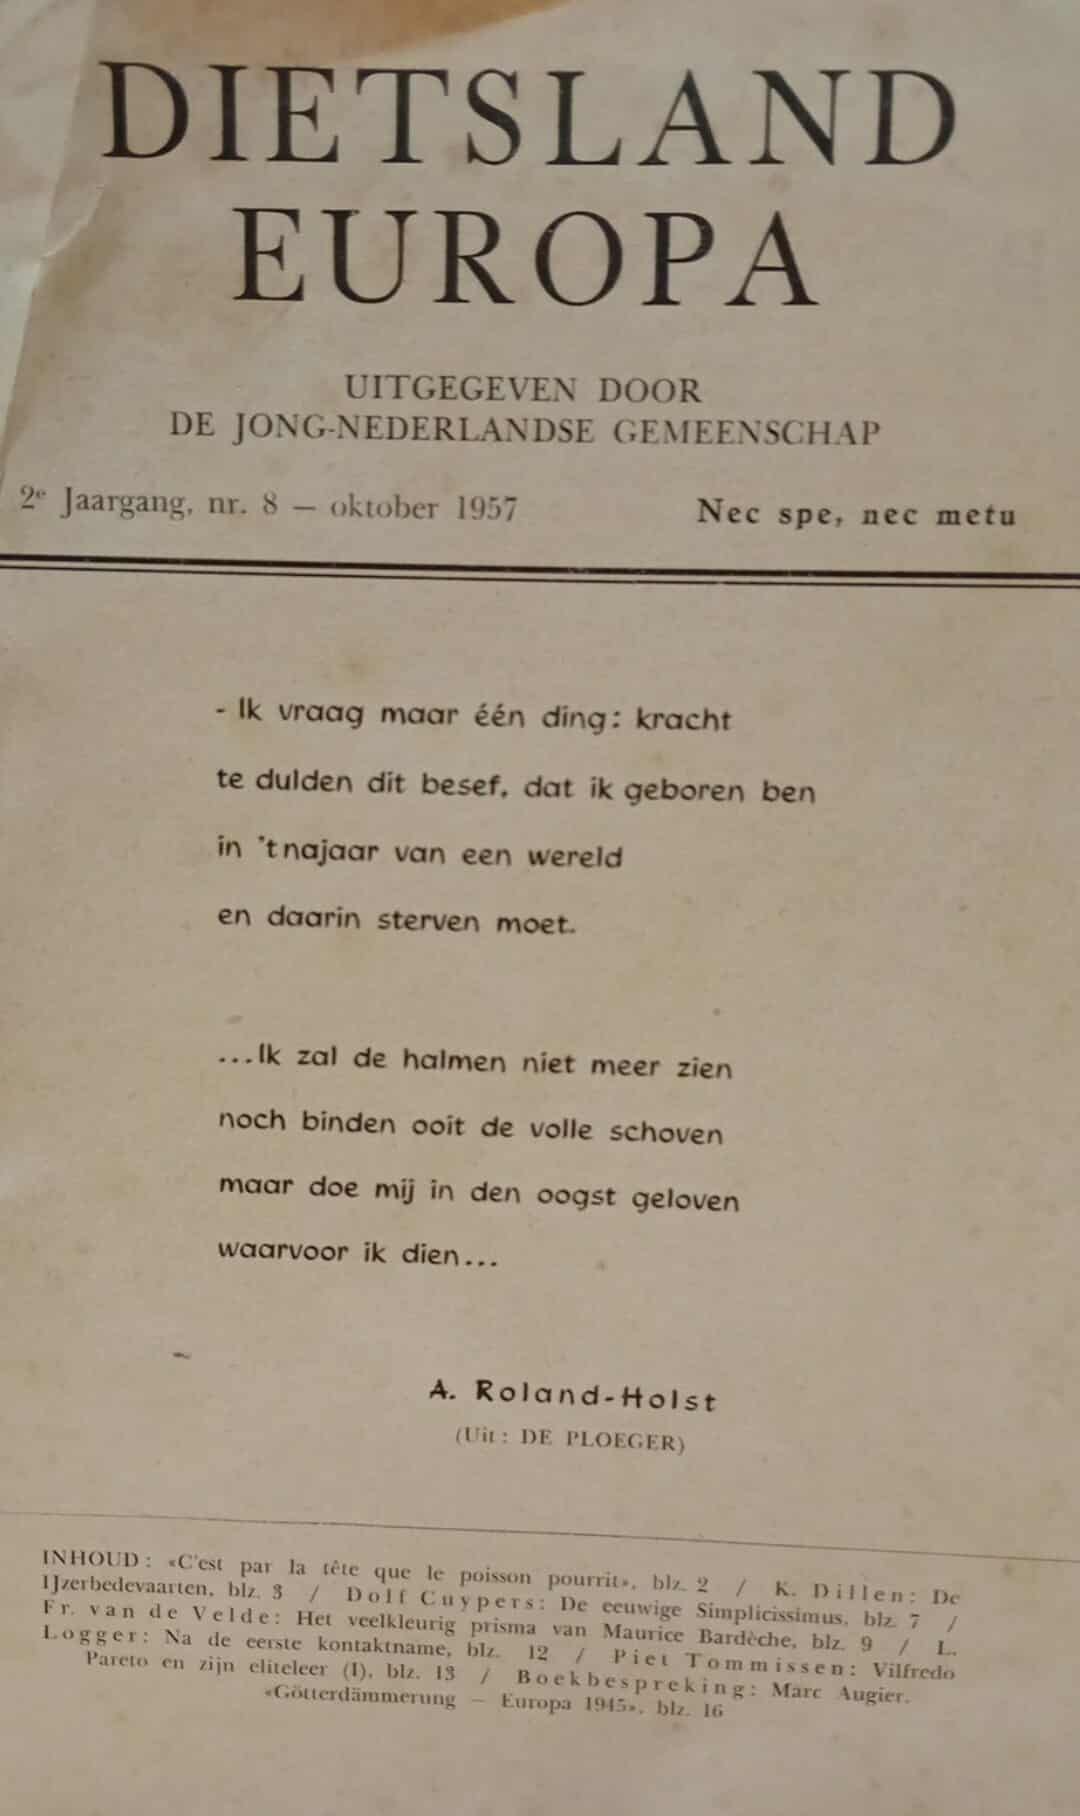 DIETSLAND
EUROPA
UITGEGEVEN DOOR
DE JONG-NEDERLANDSE GEMEENSCHAP
2e Jaargang, nr. 8 – oktober 1957
Nec spe, nec metu
- Ik vraag maar één ding: kracht
te dulden dit besef, dat ik geboren ben
in 't najaar van een wereld
en daarin sterven moet.
...Ik zal de halmen niet meer zien
noch binden ooit de volle schoven
maar doe mij in den oogst geloven
waarvoor ik dien...
A. Roland-Holst
(Uit: DE PLOEGER)
INHOUD: «C'est par la tête que le poisson pourrit», blz. 2 / K. Dillen: De
IJzerbedevaarten, blz. 3 / Dolf Cuypers: De eeuwige Simplicissimus, blz. 7 /
Fr. van de Velde: Het veelkleurig prisma van Maurice Bardèche, blz. 9 / L.
Logger: Na de eerste kontaktname, blz. 12 / Piet Tommissen: Vilfredo
Pareto en zijn eliteleer (I), blz. 13 / Boekbespreking: Marc Augier.
«Götterdämmerung – Europa 1945», blz. 16